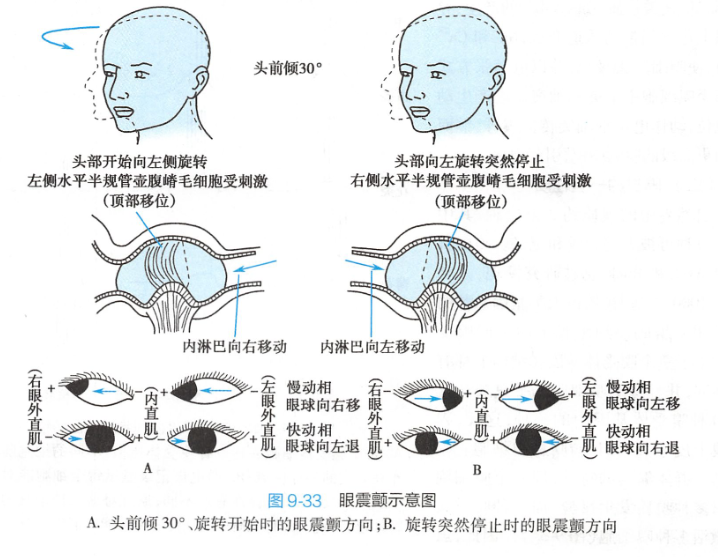 头前倾30°
头部开始向左侧旋转
左侧水平半规管壶腹嵴毛细胞受刺激
(顶部移位)
头部向左旋转突然停止
右侧水平半规管壶腹嵴毛细胞受刺激
(顶部移位)
内淋巴向右移动
内淋巴向左移动
(右眼外直肌)
+
−
(内直肌)
+
−
(左眼外直肌)
慢动相
眼球向右移
−
+
−
+
快动相
眼球向左退
A
(右眼外直肌)
−
+
(内直肌)
−
+
(左眼外直肌)
慢动相
眼球向左移
+
−
+
−
快动相
眼球向右退
B
图9-33 眼震颤示意图
A. 头前倾 30°、旋转开始时的眼震颤方向;B. 旋转突然停止时的眼震颤方向